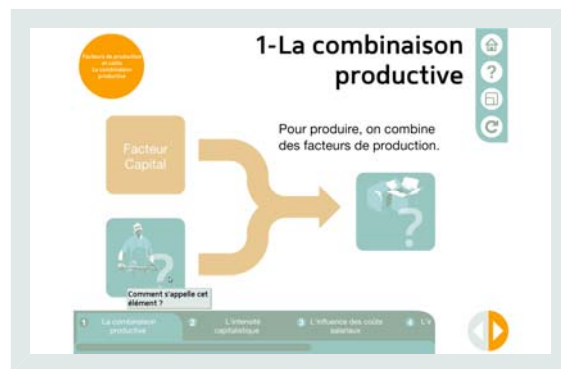 Facteurs de production
et coûts
La combinaison
productive
1-La combinaison
productive
?
Pour produire, on combine
des facteurs de production.
Facteur
Capital
?
?
Comment s'appelle cet
élément ?
1 La combinaison
productive
2 L'intensité
capitalistique
3 L'influence des coûts
salariaux
4